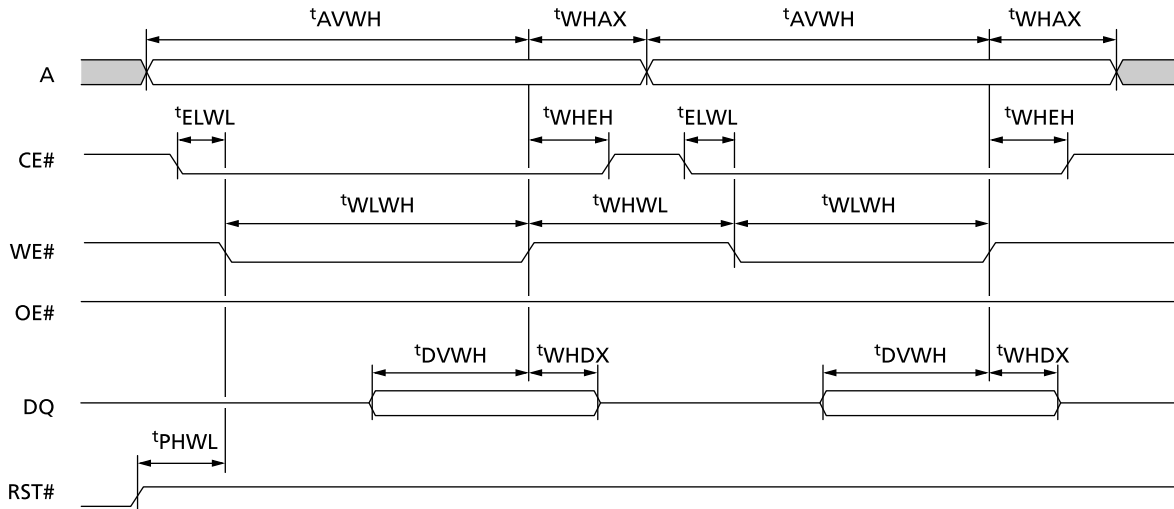 tAVWH tWHAX tAVWH tWHAX
A
tELWL tWHEH tELWL tWHEH
CE#
tWLWH tWHWL tWLWH
WE#
OE#
tDVWH tWHDX tDVWH tWHDX
DQ
tPHWL
RST#